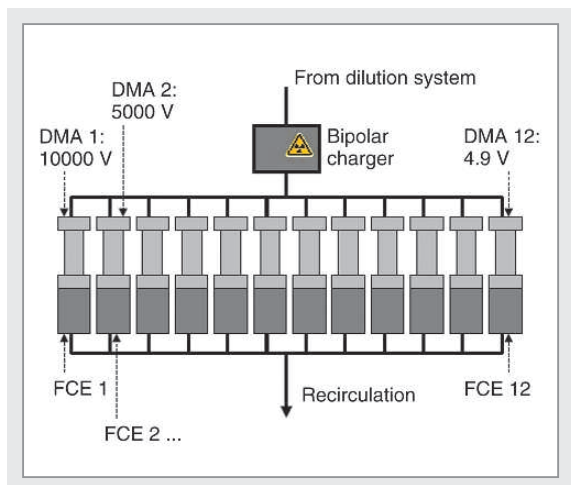 From dilution system
DMA 2:
5000 V
DMA 1:
10000 V
Bipolar
charger
DMA 12:
4.9 V
FCE 1
FCE 2 ...
Recirculation
FCE 12